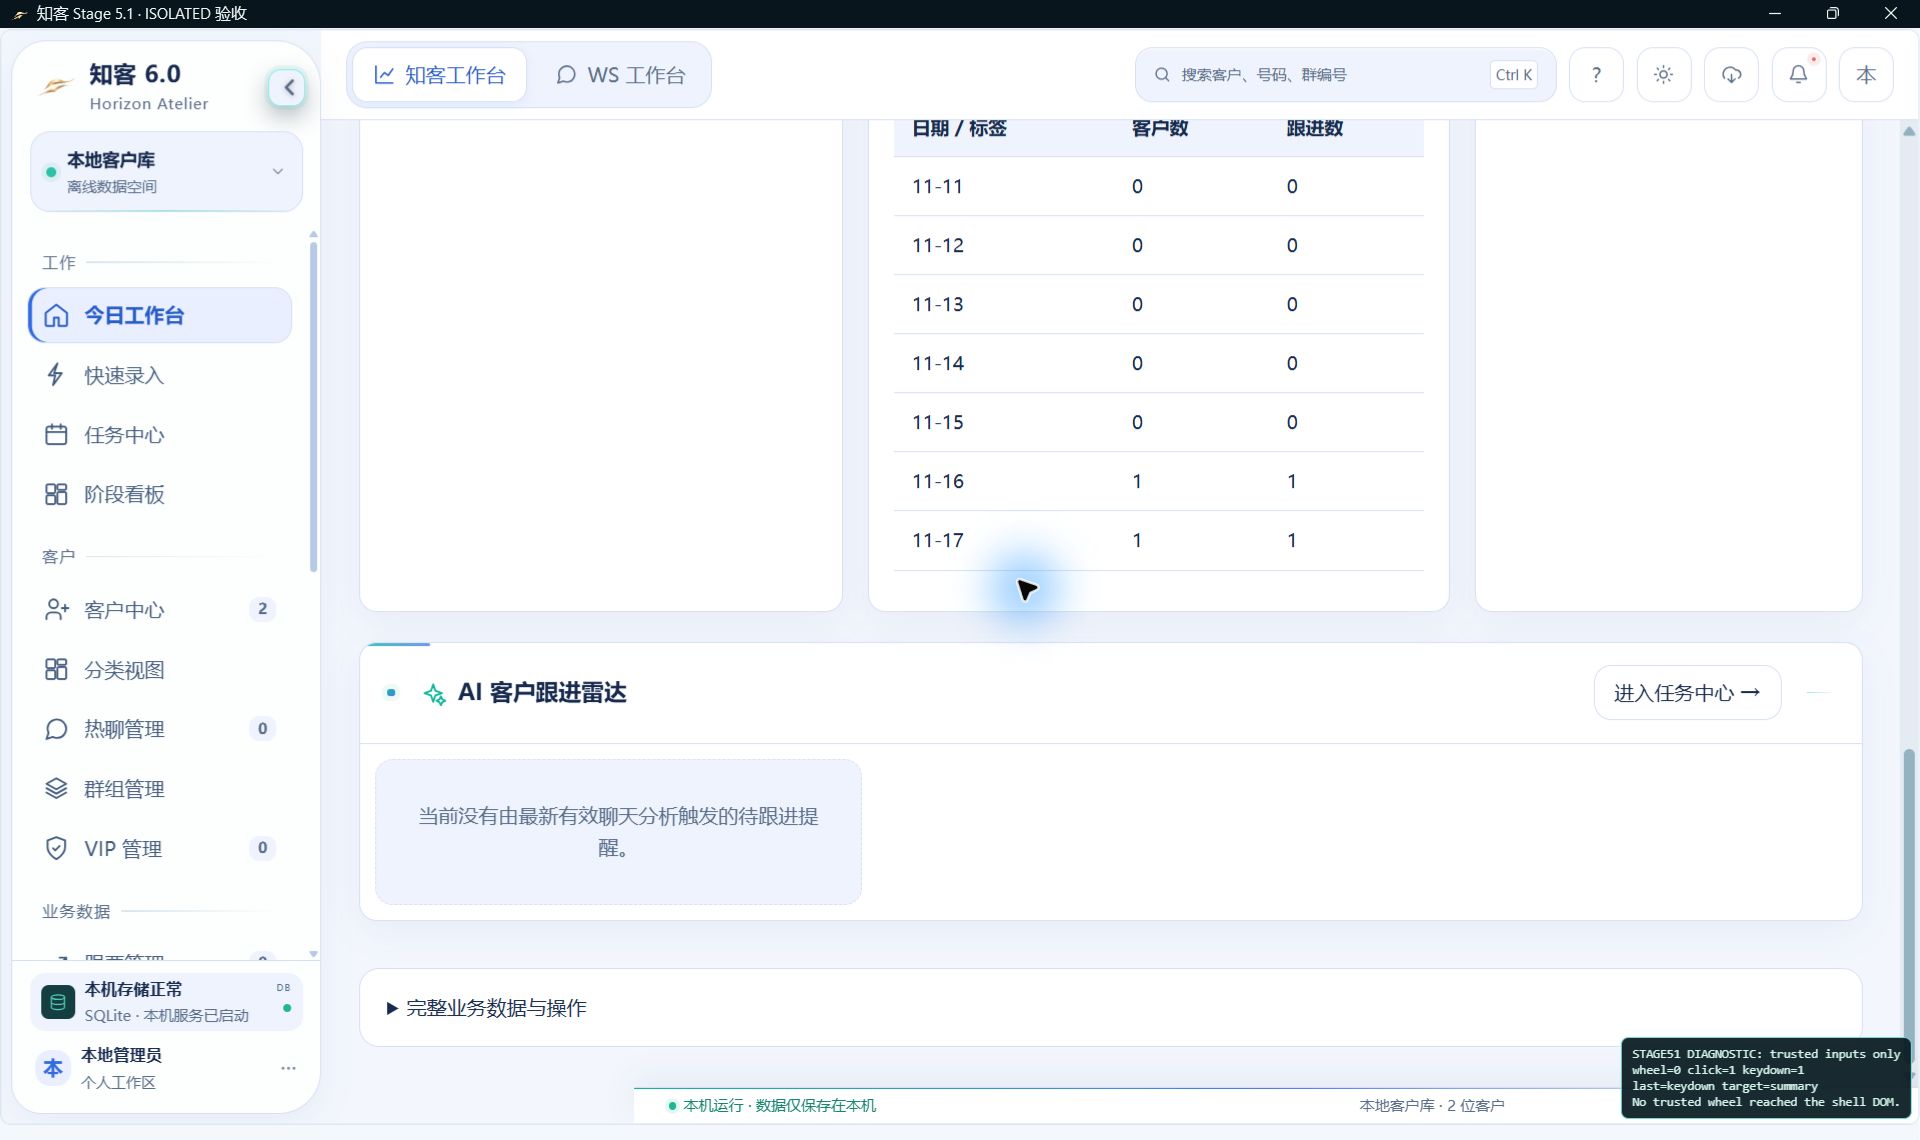 知客 Stage 5.1 · ISOLATED 验收
知客 6.0
Horizon Atelier
知客工作台
WS 工作台
搜索客户、号码、群编号
Ctrl K
?
本
本地客户库
离线数据空间
工作
今日工作台
快速录入
任务中心
阶段看板
客户
客户中心 2
分类视图
热聊管理 0
群组管理
VIP 管理 0
业务数据
本机存储正常
DB
SQLite · 本机服务已启动
本
本地管理员
个人工作区
日期 / 标签 客户数 跟进数
11-11 0 0
11-12 0 0
11-13 0 0
11-14 0 0
11-15 0 0
11-16 1 1
11-17 1 1
AI 客户跟进雷达
进入任务中心 →
当前没有由最新有效聊天分析触发的待跟进提
醒。
▶ 完整业务数据与操作
本机运行 · 数据仅保存在本机
本地客户库 · 2 位客户
STAGE51 DIAGNOSTIC: trusted inputs only
wheel=0 click=1 keydown=1
last=keydown target=summary
No trusted wheel reached the shell DOM.